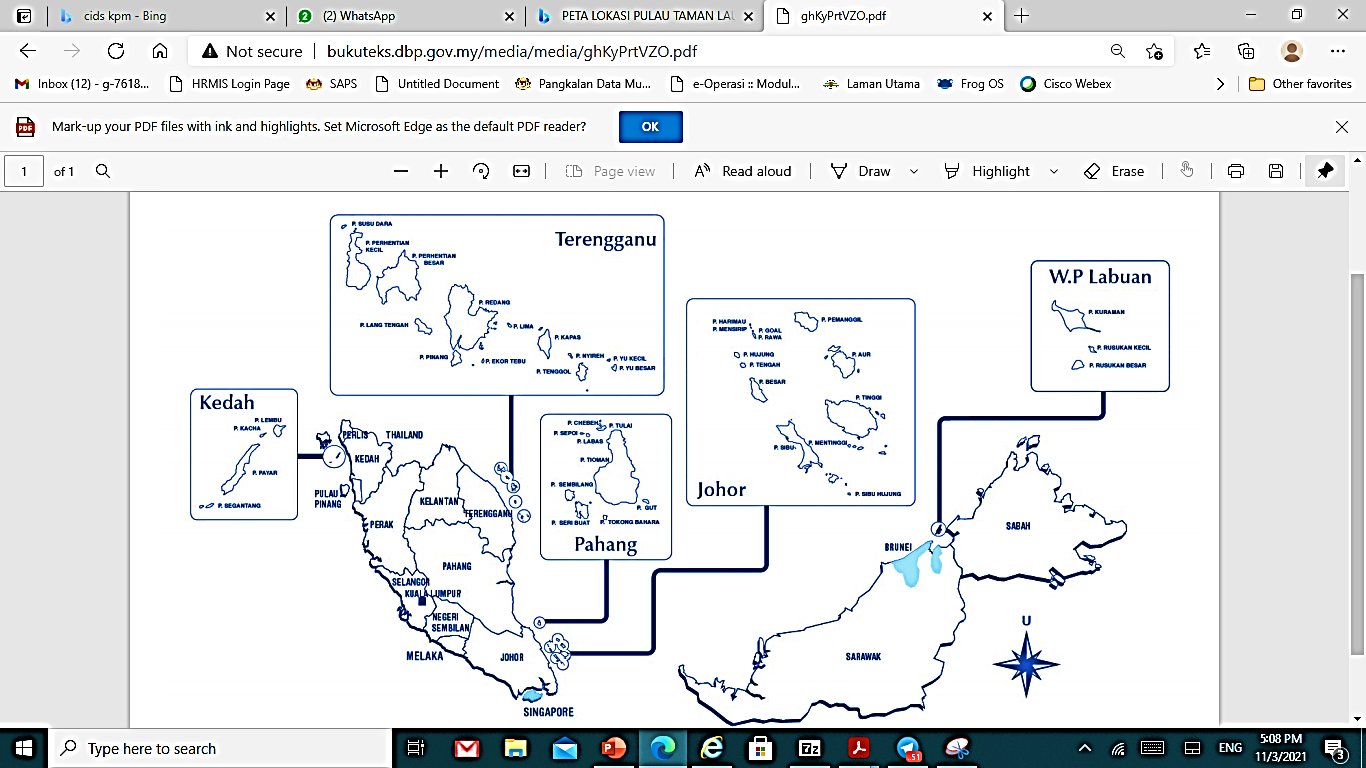 cids kpm - Bing
2
(2) WhatsApp
PETA LOKASI PULAU TAMAN LAU
ghKyPrtVZO.pdf
Not secure
bukuteks.dbp.gov.my/media/media/ghKyPrtVZO.pdf
Inbox (12) - g-7618...
HRMIS Login Page
SAPS
Untitled Document
Pangkalan Data Mu...
e-Operasi :: Modul...
Laman Utama
Frog OS
Cisco Webex
Other favorites
PDF
Mark-up your PDF files with ink and highlights. Set Microsoft Edge as the default PDF reader?
OK
1
of 1
Page view
Read aloud
Draw
Highlight
Erase
Terengganu
P. SUSU DARA
P. PERHENTIAN
KECIL
P. PERHENTIAN
BESAR
P. REDANG
P. LANG TENGAH
P. LIMA
P. KAPAS
P. PINANG
P. EKOR TEBU
P. NYIREH
P. YU KECIL
P. TENGGOL
P. YU BESAR
W.P Labuan
P. KURAMAN
P. RUSUKAN KECIL
P. RUSUKAN BESAR
P. HARIMAU
P. MENSIRIP
P. GOAL
P. RAWA
P. PEMANGGIL
P. HUJUNG
P. TENGAH
P. AUR
P. BESAR
P. TINGGI
P. SIBU
P. MENTINGGI
P. SIBU HUJUNG
Johor
Kedah
P. LEMBU
P. KACHA
P. PAYAR
P. SEGANTANG
P. CHEBEH
P. TULAI
P. SEPOI
P. LABAS
P. TIOMAN
P. SEMBILANG
P. GUT
P. SERI BUAT
P. TOKONG BAHARA
Pahang
PERLIS
THAILAND
KEDAH
PULAU
PINANG
KELANTAN
TERENGGANU
PERAK
PAHANG
SELANGOR
KUALA LUMPUR
NEGERI
SEMBILAN
MELAKA
JOHOR
SINGAPORE
BRUNEI
SABAH
SARAWAK
U
Type here to search
7z
51
ENG
5:08 PM
11/3/2021
3